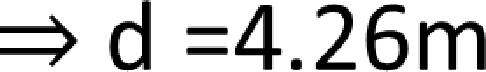 ⇒ d =4.26m